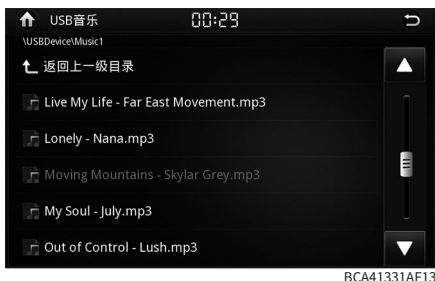 USB音乐 00:29
\USBDevice\Music1
返回上一级目录
Live My Life - Far East Movement.mp3
Lonely - Nana.mp3
Moving Mountains - Skylar Grey.mp3
My Soul - July.mp3
Out of Control - Lush.mp3
BCA41331AF13